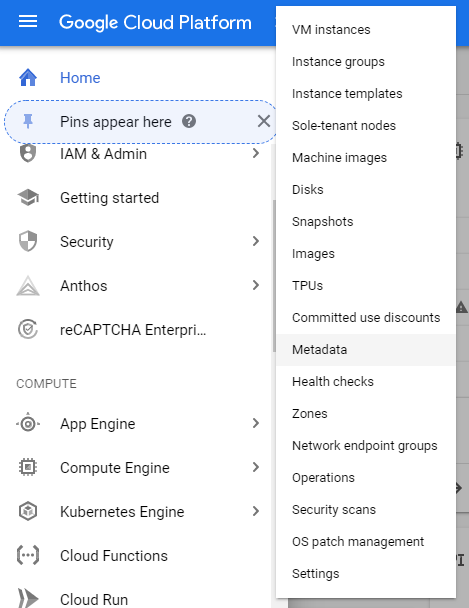 Google Cloud Platform
Home
Pins appear here
IAM & Admin
Getting started
Security
Anthos
reCAPTCHA Enterpri...
COMPUTE
App Engine
Compute Engine
Kubernetes Engine
Cloud Functions
Cloud Run
VM instances
Instance groups
Instance templates
Sole-tenant nodes
Machine images
Disks
Snapshots
Images
TPUs
Committed use discounts
Metadata
Health checks
Zones
Network endpoint groups
Operations
Security scans
OS patch management
Settings